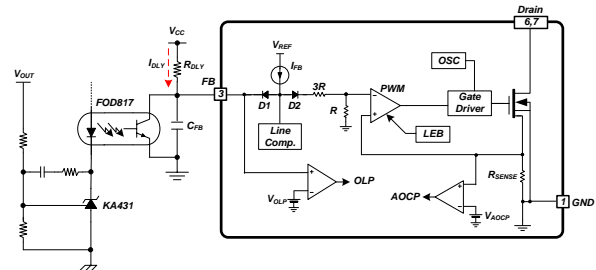 Drain
6,7
VCC
IDLY
RDLY
VREF
IFB
OSC
VOUT
FB
3
3R
PWM
FOD817
D1
D2
Gate
Driver
R
CFB
Line
Comp.
LEB
OLP
AOCP
RSENSE
KA431
VOLP
VAOCP
1
GND